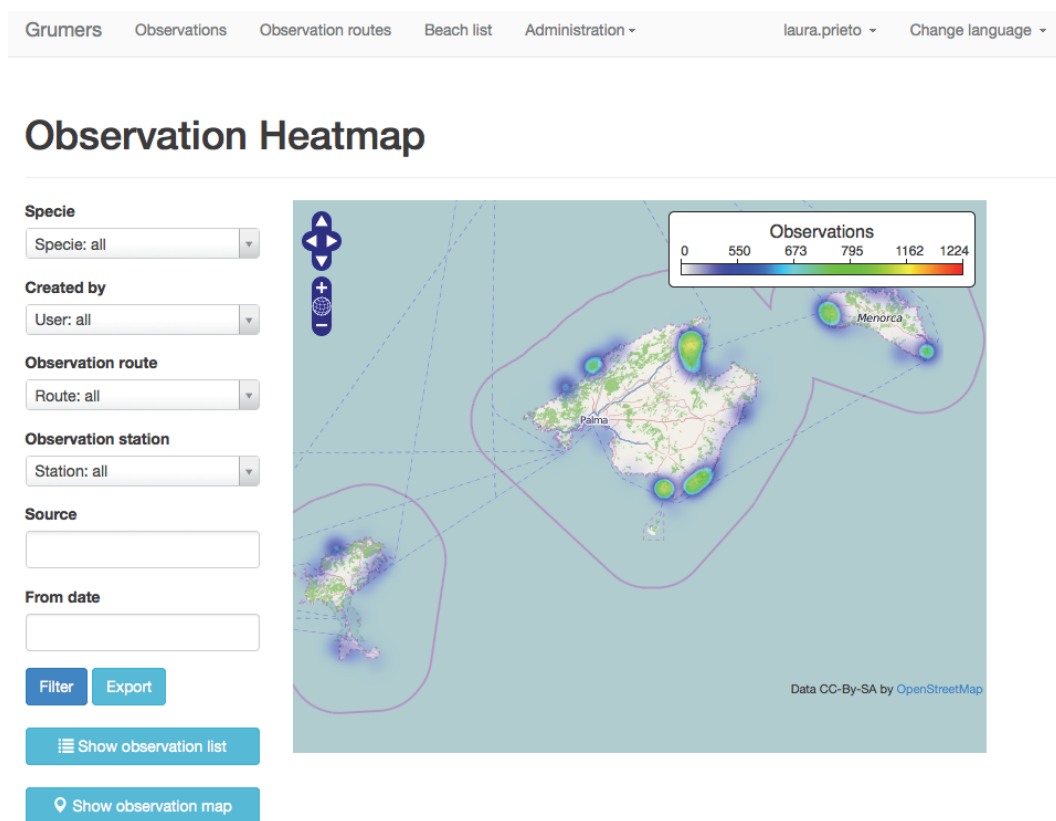 Grumers Observations Observation routes Beach list Administration laura.prieto Change language
Observation Heatmap
Specie
Specie: all
Created by
User: all
Observation route
Route: all
Observation station
Station: all
Source
From date
Filter Export
Show observation list
Show observation map
Observations
0 550 673 795 1162 1224
Menorca
Palma
Data CC-By-SA by OpenStreetMap